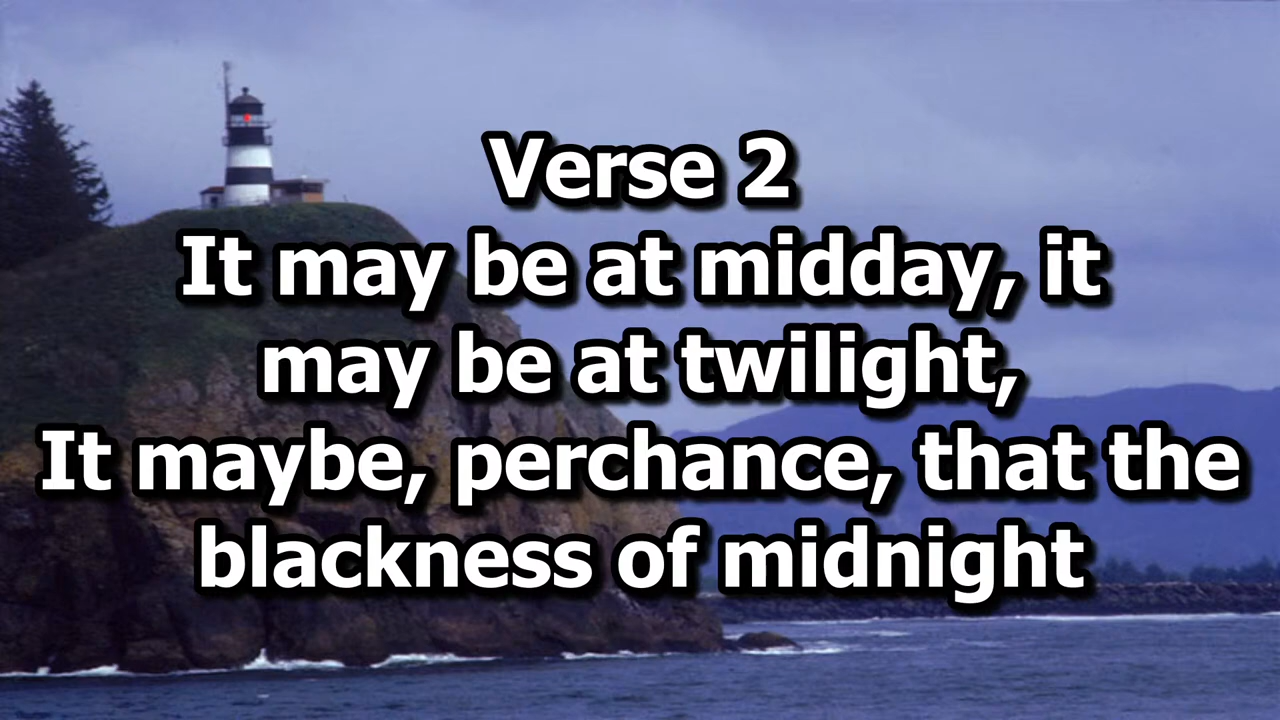 Verse 2
It may be at midday, it
may be at twilight,
It maybe, perchance, that the
blackness of midnight